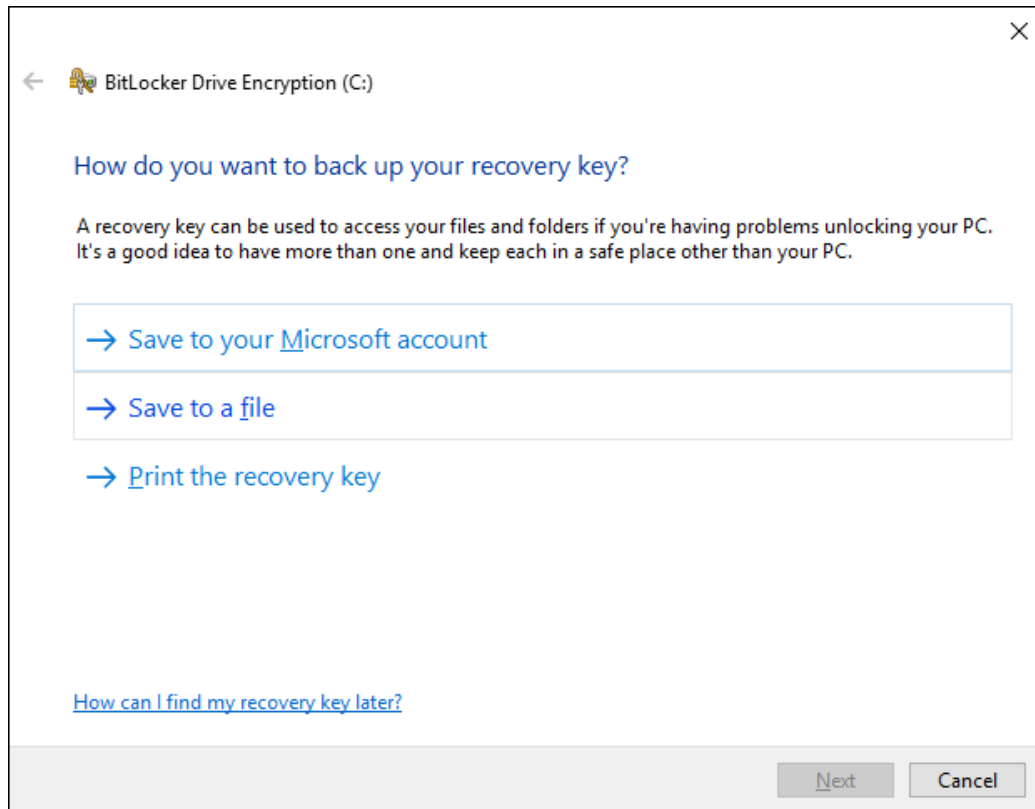 BitLocker Drive Encryption (C:)
How do you want to back up your recovery key?
A recovery key can be used to access your files and folders if you're having problems unlocking your PC.
It's a good idea to have more than one and keep each in a safe place other than your PC.
Save to your Microsoft account
Save to a file
Print the recovery key
How can I find my recovery key later?
Next Cancel